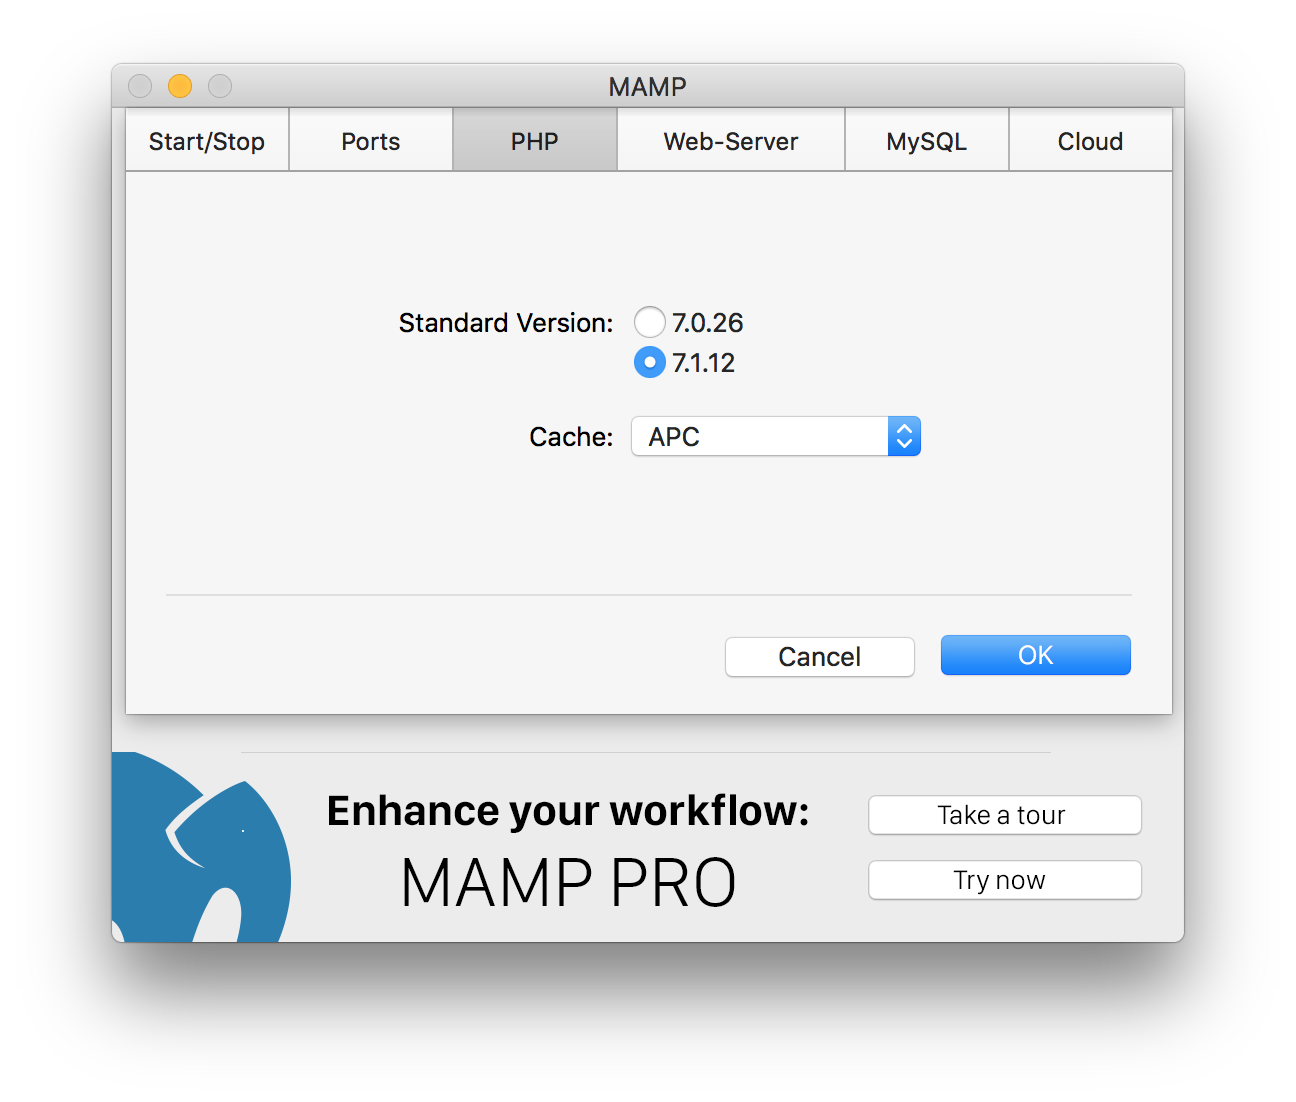 MAMP
Start/Stop Ports PHP Web-Server MySQL Cloud
Standard Version: 7.0.26
7.1.12
Cache: APC
Cancel OK
Enhance your workflow:
MAMP PRO
Take a tour
Try now